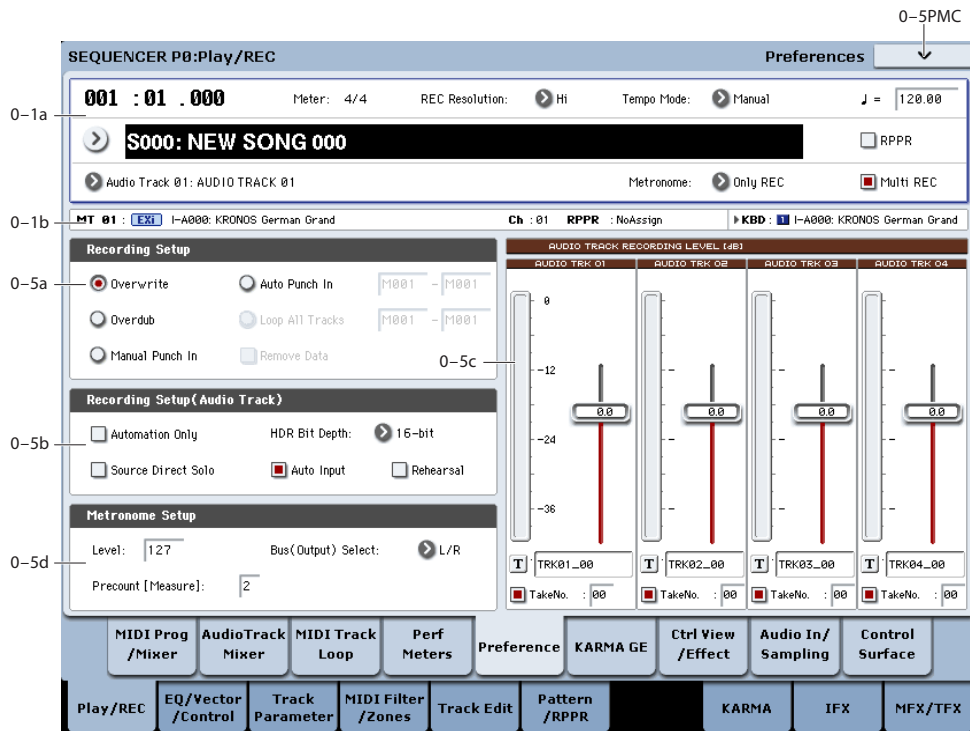 0–5PMC
SEQUENCER P0:Play/REC Preferences
001 :01 .000 Meter: 4/4 REC Resolution: Hi Tempo Mode: Manual ♩ = 120.00
0–1a
S000: NEW SONG 000 RPPR
Audio Track 01: AUDIO TRACK 01 Metronome: Only REC Multi REC
0–1b
MT 01 : EXi I-A000: KRONOS German Grand Ch : 01 RPPR : NoAssign KBD : 1 I-A000: KRONOS German Grand
Recording Setup
0–5a
Overwrite Auto Punch In M001 - M001
Overdub Loop All Tracks M001 - M001
Manual Punch In Remove Data
0–5c
Recording Setup(Audio Track)
0–5b
Automation Only HDR Bit Depth: 16-bit
Source Direct Solo Auto Input Rehearsal
Metronome Setup
0–5d
Level: 127 Bus(Output) Select: L/R
Precount [Measure]: 2
AUDIO TRACK RECORDING LEVEL [dB]
AUDIO TRK 01 AUDIO TRK 02 AUDIO TRK 03 AUDIO TRK 04
0
-12
0.0 0.0 0.0 0.0
-24
-36
T TRK01_00 T TRK02_00 T TRK03_00 T TRK04_00
TakeNo. : 00 TakeNo. : 00 TakeNo. : 00 TakeNo. : 00
MIDI Prog /Mixer
AudioTrack Mixer
MIDI Track Loop
Perf Meters
Preference
KARMA GE
Ctrl View /Effect
Audio In/ Sampling
Control Surface
Play/REC
EQ/Vector /Control
Track Parameter
MIDI Filter /Zones
Track Edit
Pattern /RPPR
KARMA
IFX
MFX/TFX